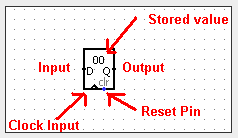 Stored value
00
Input D Q Output
clr
Clock Input
Reset Pin